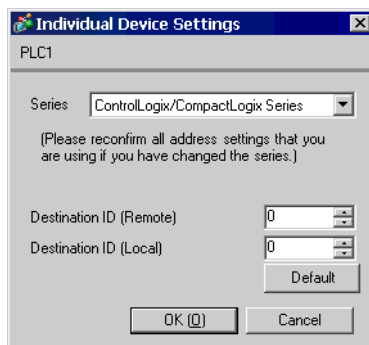 Individual Device Settings
PLC1
Series ControlLogix/CompactLogix Series
(Please reconfirm all address settings that you
are using if you have changed the series.)
Destination ID (Remote) 0
Destination ID (Local) 0
Default
OK (O)
Cancel